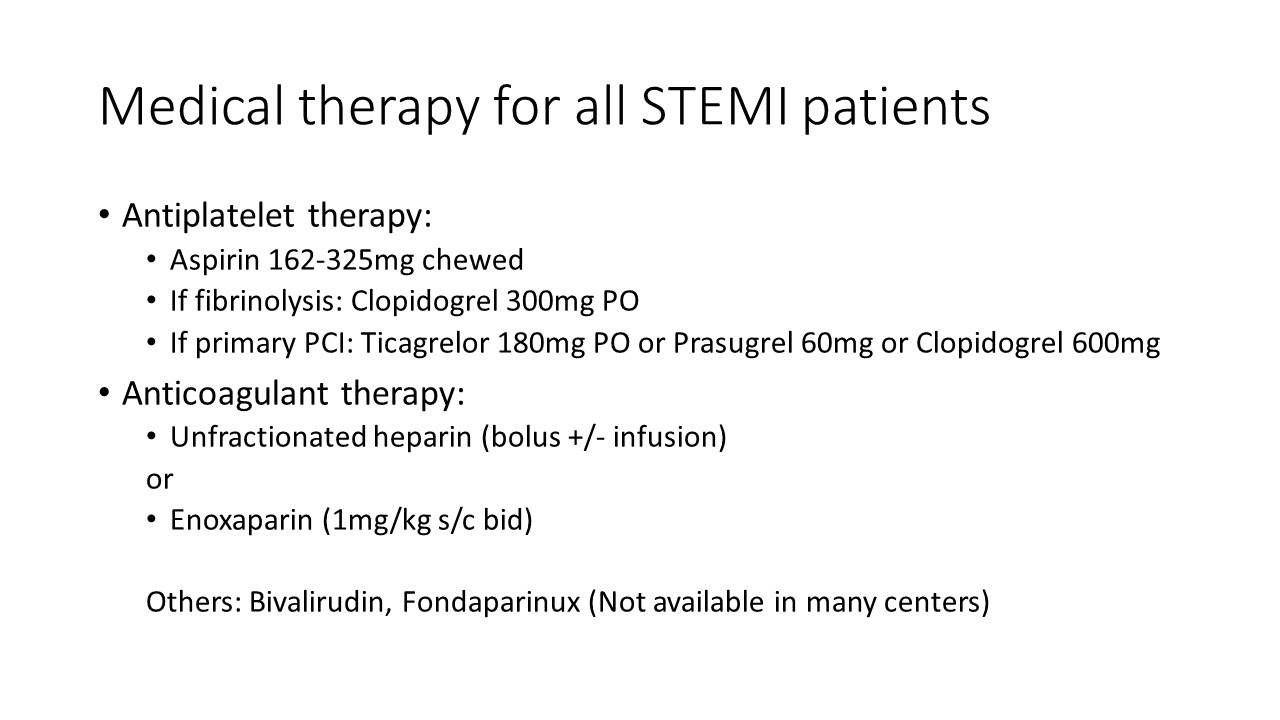 Medical therapy for all STEMI patients
• Antiplatelet therapy:
• Aspirin 162-325mg chewed
• If fibrinolysis: Clopidogrel 300mg PO
• If primary PCI: Ticagrelor 180mg PO or Prasugrel 60mg or Clopidogrel 600mg
• Anticoagulant therapy:
• Unfractionated heparin (bolus +/- infusion)
or
• Enoxaparin (1mg/kg s/c bid)
Others: Bivalirudin, Fondaparinux (Not available in many centers)